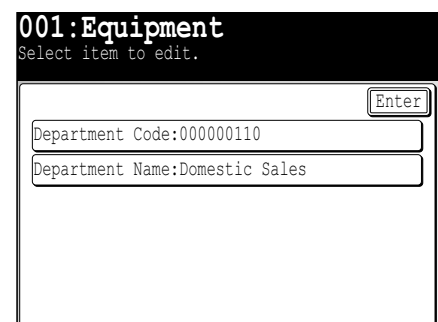 001:Equipment
Select item to edit.
Enter
Department Code:000000110
Department Name:Domestic Sales